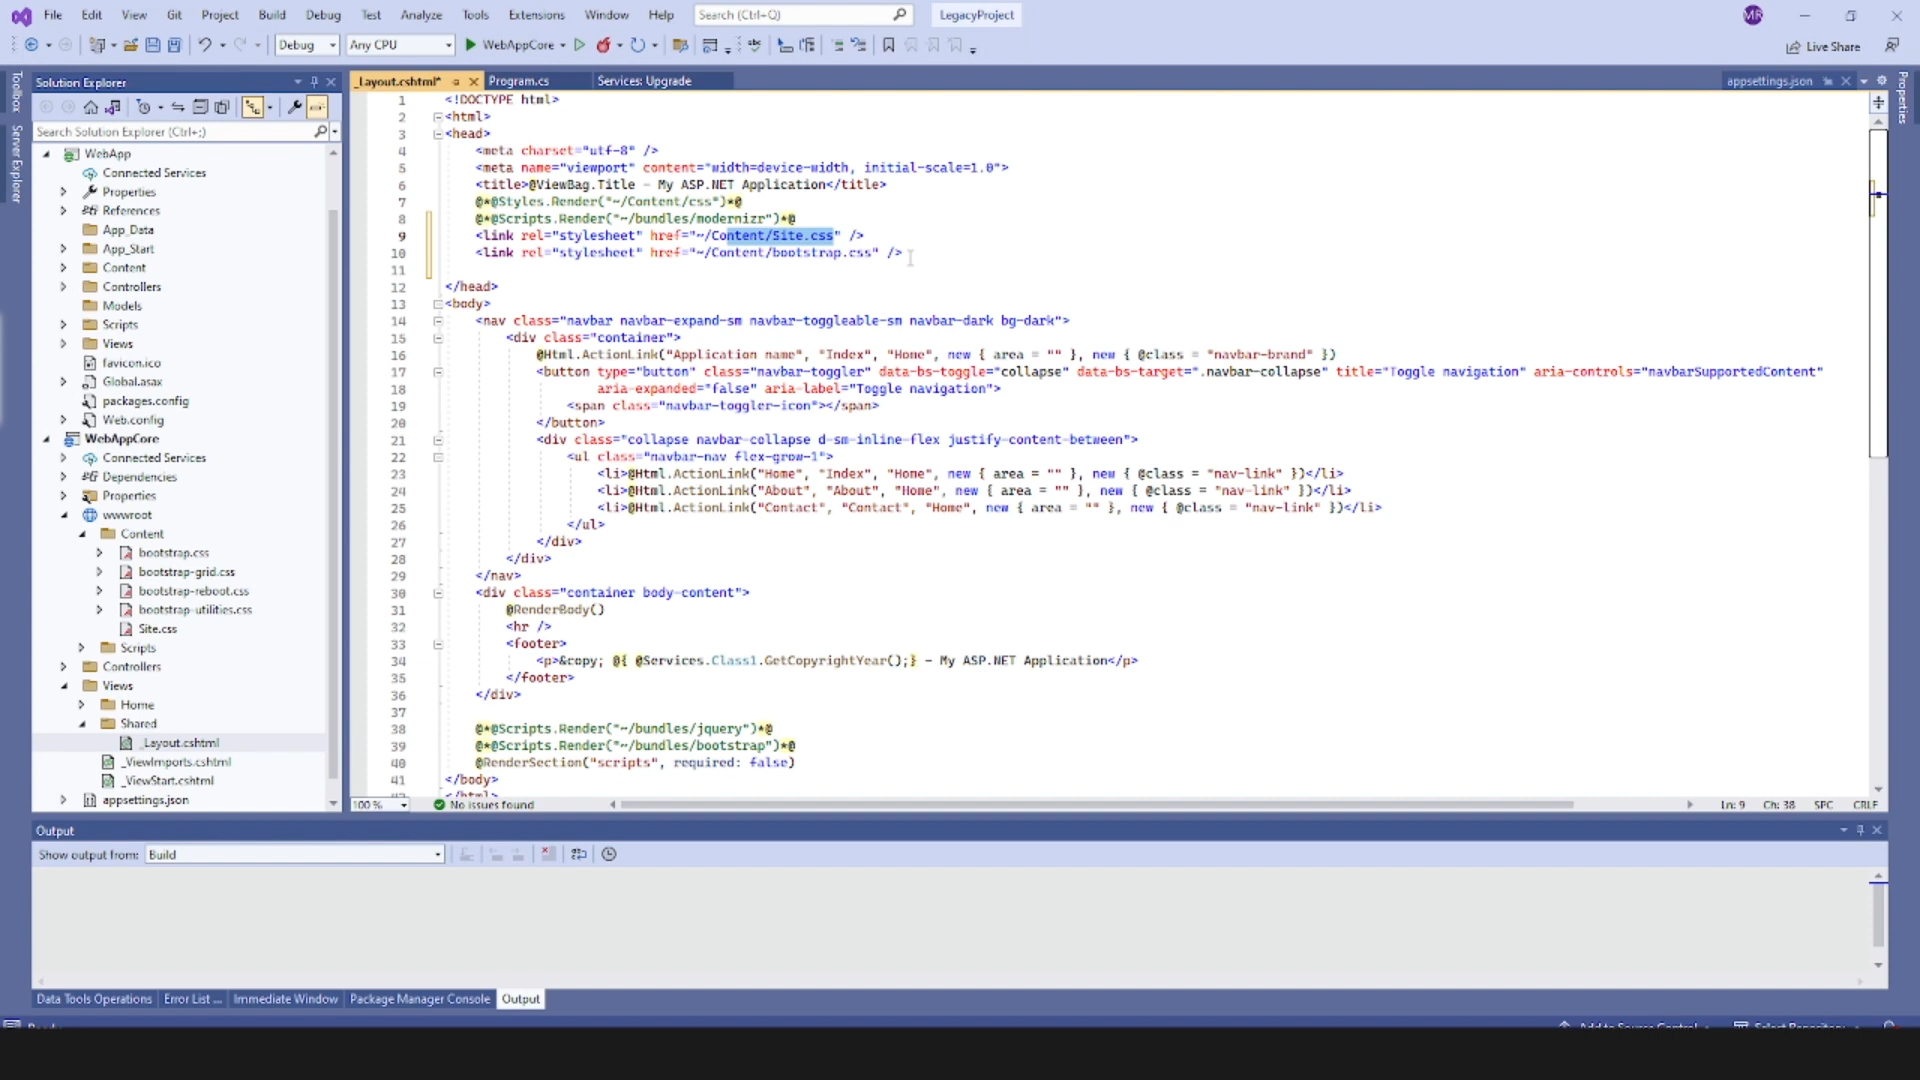 File Edit View Git Project Build Debug Test Analyze Tools Extensions Window Help Search (Ctrl+Q) LegacyProject MR
Debug Any CPU WebAppCore Live Share
Toolbox
Server Explorer
Properties
Solution Explorer
Search Solution Explorer (Ctrl+;)
WebApp
Connected Services
Properties
References
App_Data
App_Start
Content
Controllers
Models
Scripts
Views
favicon.ico
Global.asax
packages.config
Web.config
WebAppCore
Connected Services
Dependencies
Properties
wwwroot
Content
bootstrap.css
bootstrap-grid.css
bootstrap-reboot.css
bootstrap-utilities.css
Site.css
Scripts
Controllers
Views
Home
Shared
_Layout.cshtml
_ViewImports.cshtml
_ViewStart.cshtml
appsettings.json
_Layout.cshtml* Program.cs Services: Upgrade appsettings.json
1 <!DOCTYPE html>
2 <html>
3 <head>
4 <meta charset="utf-8" />
5 <meta name="viewport" content="width=device-width, initial-scale=1.0">
6 <title>@ViewBag.Title - My ASP.NET Application</title>
7 @*@Styles.Render("~/Content/css")*@
8 @*@Scripts.Render("~/bundles/modernizr")*@
9 <link rel="stylesheet" href="~/Content/Site.css" />
10 <link rel="stylesheet" href="~/Content/bootstrap.css" />
11
12 </head>
13 <body>
14 <nav class="navbar navbar-expand-sm navbar-toggleable-sm navbar-dark bg-dark">
15 <div class="container">
16 @Html.ActionLink("Application name", "Index", "Home", new { area = "" }, new { @class = "navbar-brand" })
17 <button type="button" class="navbar-toggler" data-bs-toggle="collapse" data-bs-target=".navbar-collapse" title="Toggle navigation" aria-controls="navbarSupportedContent"
18 aria-expanded="false" aria-label="Toggle navigation">
19 <span class="navbar-toggler-icon"></span>
20 </button>
21 <div class="collapse navbar-collapse d-sm-inline-flex justify-content-between">
22 <ul class="navbar-nav flex-grow-1">
23 <li>@Html.ActionLink("Home", "Index", "Home", new { area = "" }, new { @class = "nav-link" })</li>
24 <li>@Html.ActionLink("About", "About", "Home", new { area = "" }, new { @class = "nav-link" })</li>
25 <li>@Html.ActionLink("Contact", "Contact", "Home", new { area = "" }, new { @class = "nav-link" })</li>
26 </ul>
27 </div>
28 </div>
29 </nav>
30 <div class="container body-content">
31 @RenderBody()
32 <hr />
33 <footer>
34 <p>&copy; @{ @Services.Class1.GetCopyrightYear();} - My ASP.NET Application</p>
35 </footer>
36 </div>
37
38 @*@Scripts.Render("~/bundles/jquery")*@
39 @*@Scripts.Render("~/bundles/bootstrap")*@
40 @RenderSection("scripts", required: false)
41 </body>
100 % No issues found Ln: 9 Ch: 38 SPC CRLF
Output
Show output from: Build
Data Tools Operations Error List ... Immediate Window Package Manager Console Output